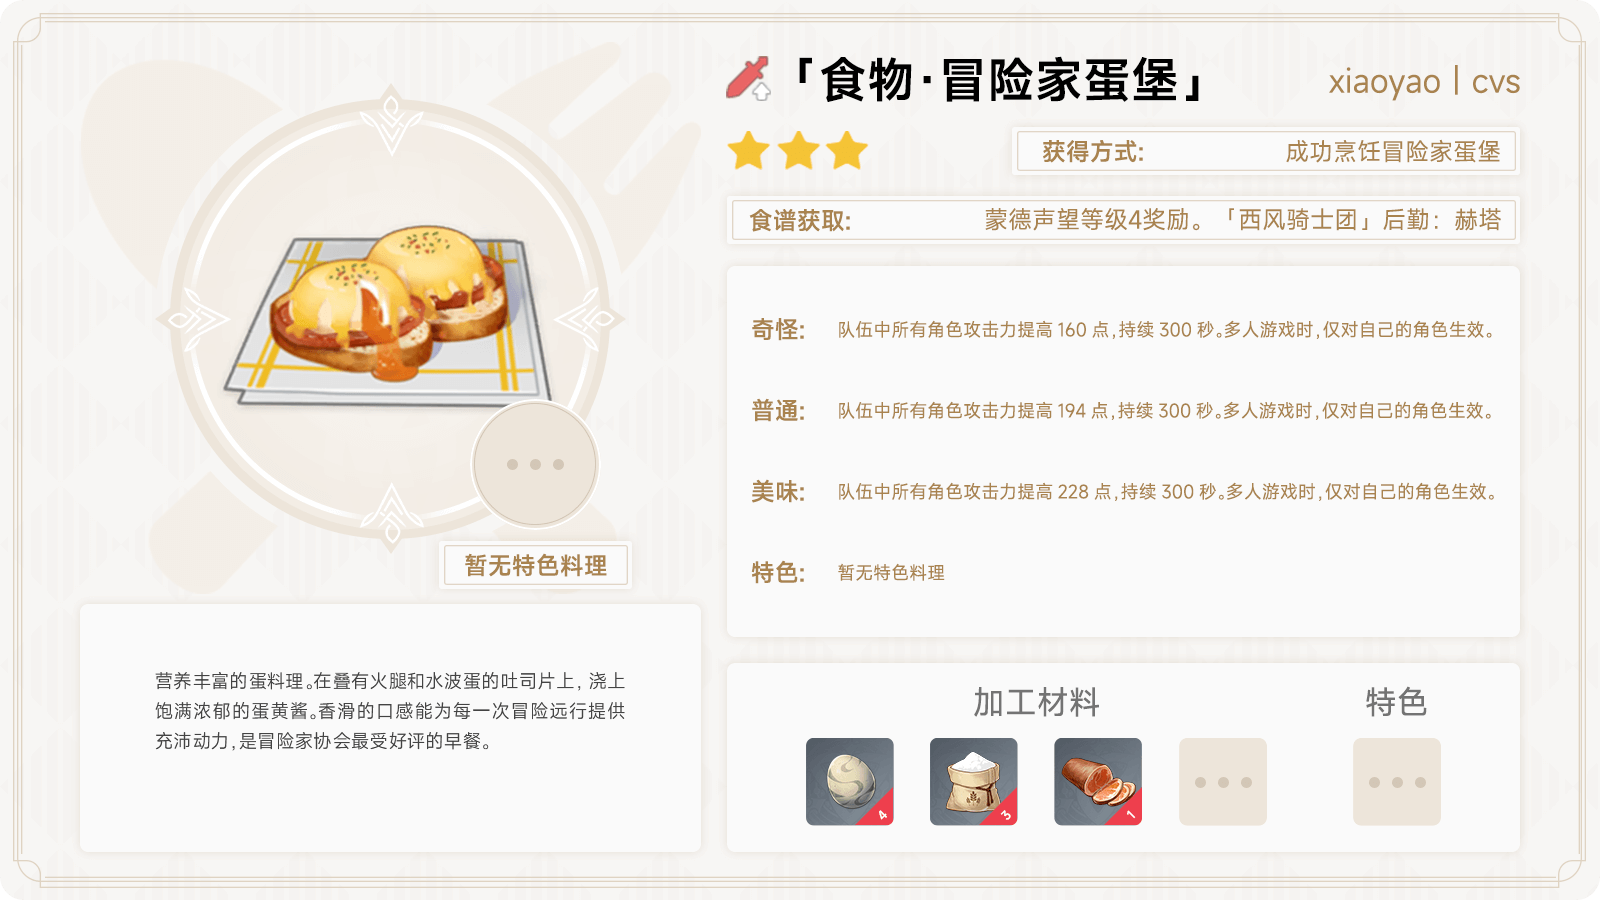 「食物·冒险家蛋堡」
xiaoyao | cvs
获得方式: 成功烹饪冒险家蛋堡
食谱获取: 蒙德声望等级4奖励。「西风骑士团」后勤：赫塔
奇怪: 队伍中所有角色攻击力提高 160 点,持续 300 秒。多人游戏时,仅对自己的角色生效。
普通: 队伍中所有角色攻击力提高 194 点,持续 300 秒。多人游戏时,仅对自己的角色生效。
美味: 队伍中所有角色攻击力提高 228 点,持续 300 秒。多人游戏时,仅对自己的角色生效。
特色: 暂无特色料理
暂无特色料理
营养丰富的蛋料理。在叠有火腿和水波蛋的吐司片上，浇上
饱满浓郁的蛋黄酱。香滑的口感能为每一次冒险远行提供
充沛动力,是冒险家协会最受好评的早餐。
加工材料 特色
4 3 1